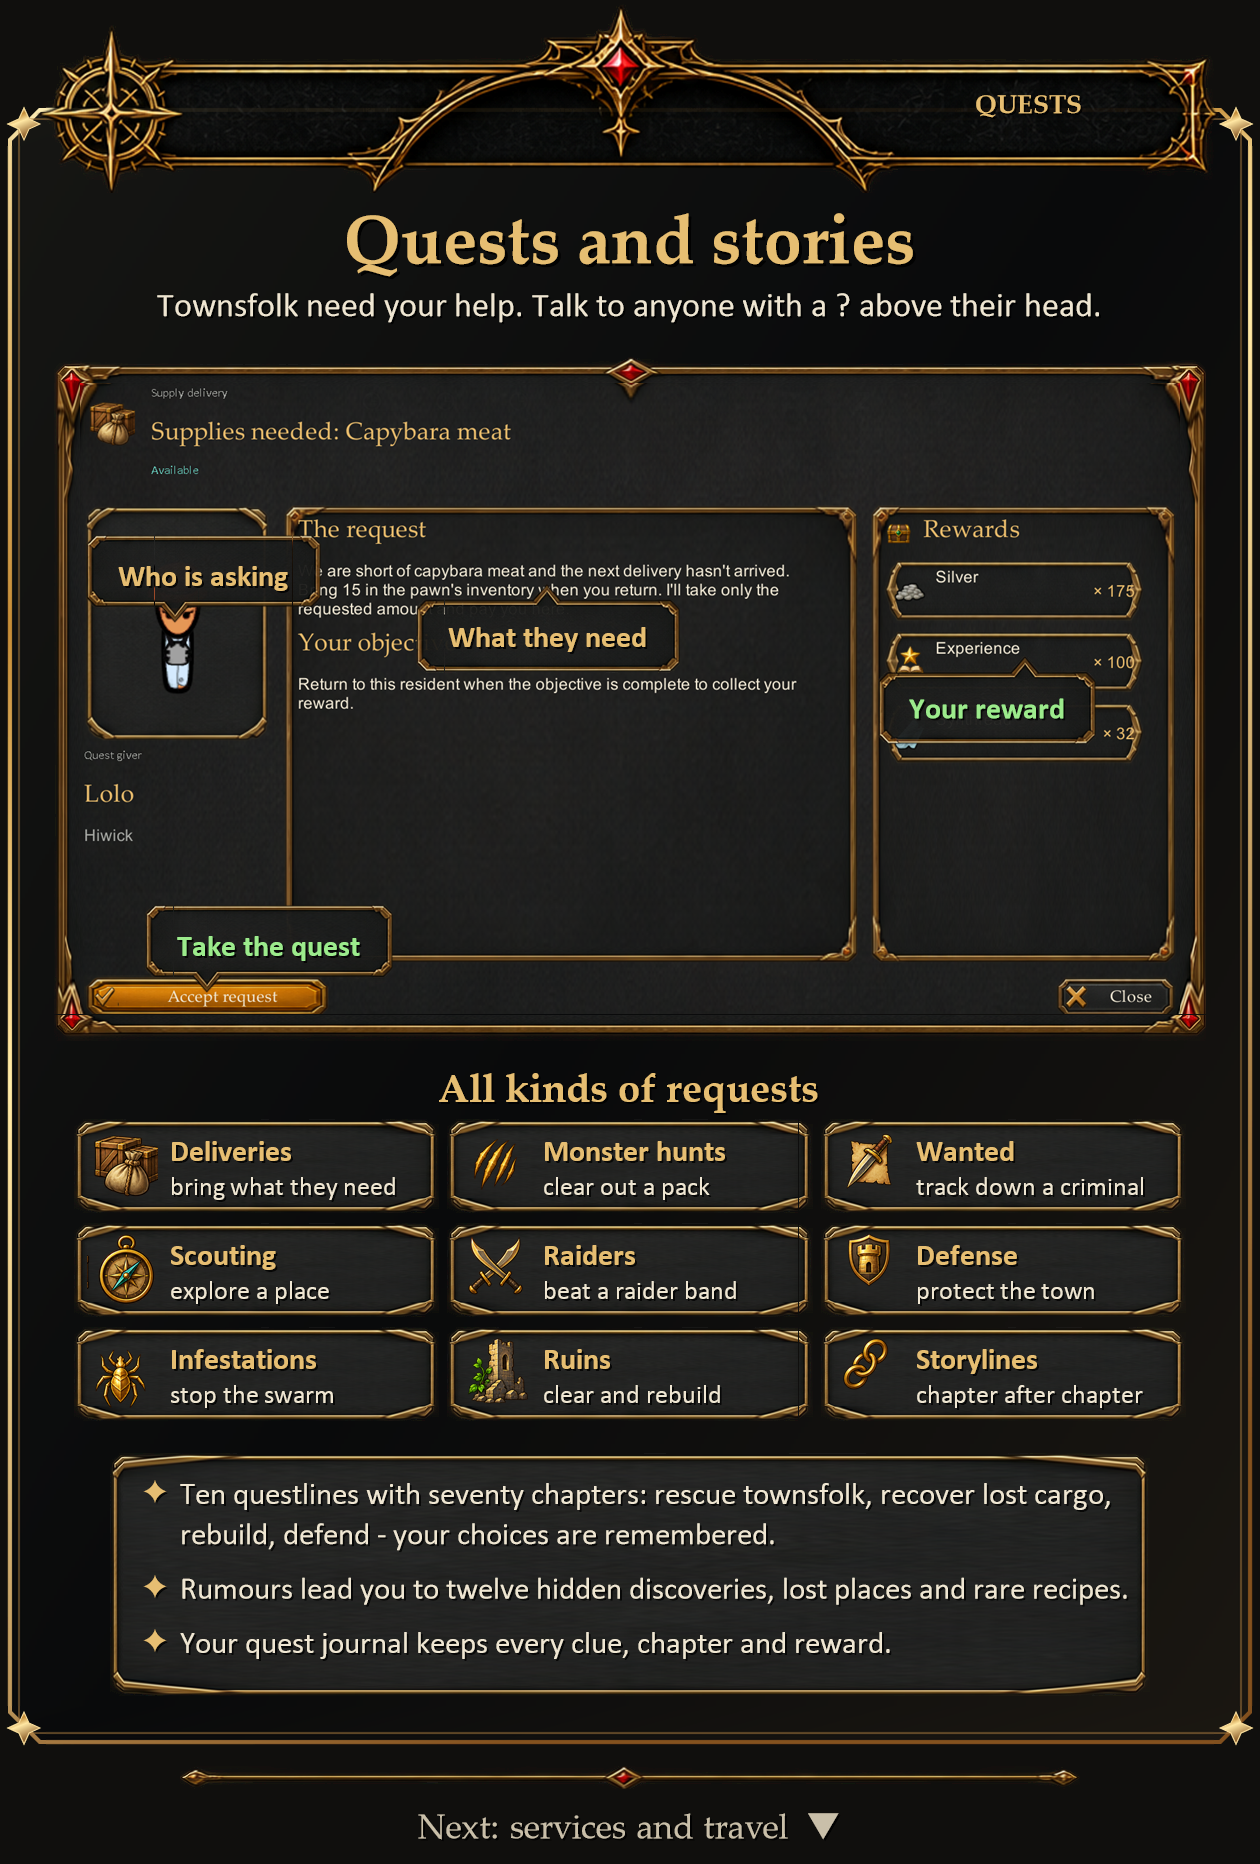 QUESTS
Quests and stories
Townsfolk need your help. Talk to anyone with a ? above their head.
Supply delivery
Supplies needed: Capybara meat
Available
The request
are short of capybara meat and the next delivery hasn't arrived.
15 in the pawn's inventory when you return. I'll take only the
requested
Who is asking
What they need
Your
Return to this resident when the objective is complete to collect your
reward.
Rewards
Silver
× 175
Experience
× 100
Your reward
× 32
Quest giver
Lolo
Hiwick
Take the quest
Accept request
Close
All kinds of requests
Deliveries
bring what they need
Monster hunts
clear out a pack
Wanted
track down a criminal
Scouting
explore a place
Raiders
beat a raider band
Defense
protect the town
Infestations
stop the swarm
Ruins
clear and rebuild
Storylines
chapter after chapter
Ten questlines with seventy chapters: rescue townsfolk, recover lost cargo,
rebuild, defend - your choices are remembered.
Rumours lead you to twelve hidden discoveries, lost places and rare recipes.
Your quest journal keeps every clue, chapter and reward.
Next: services and travel ▼